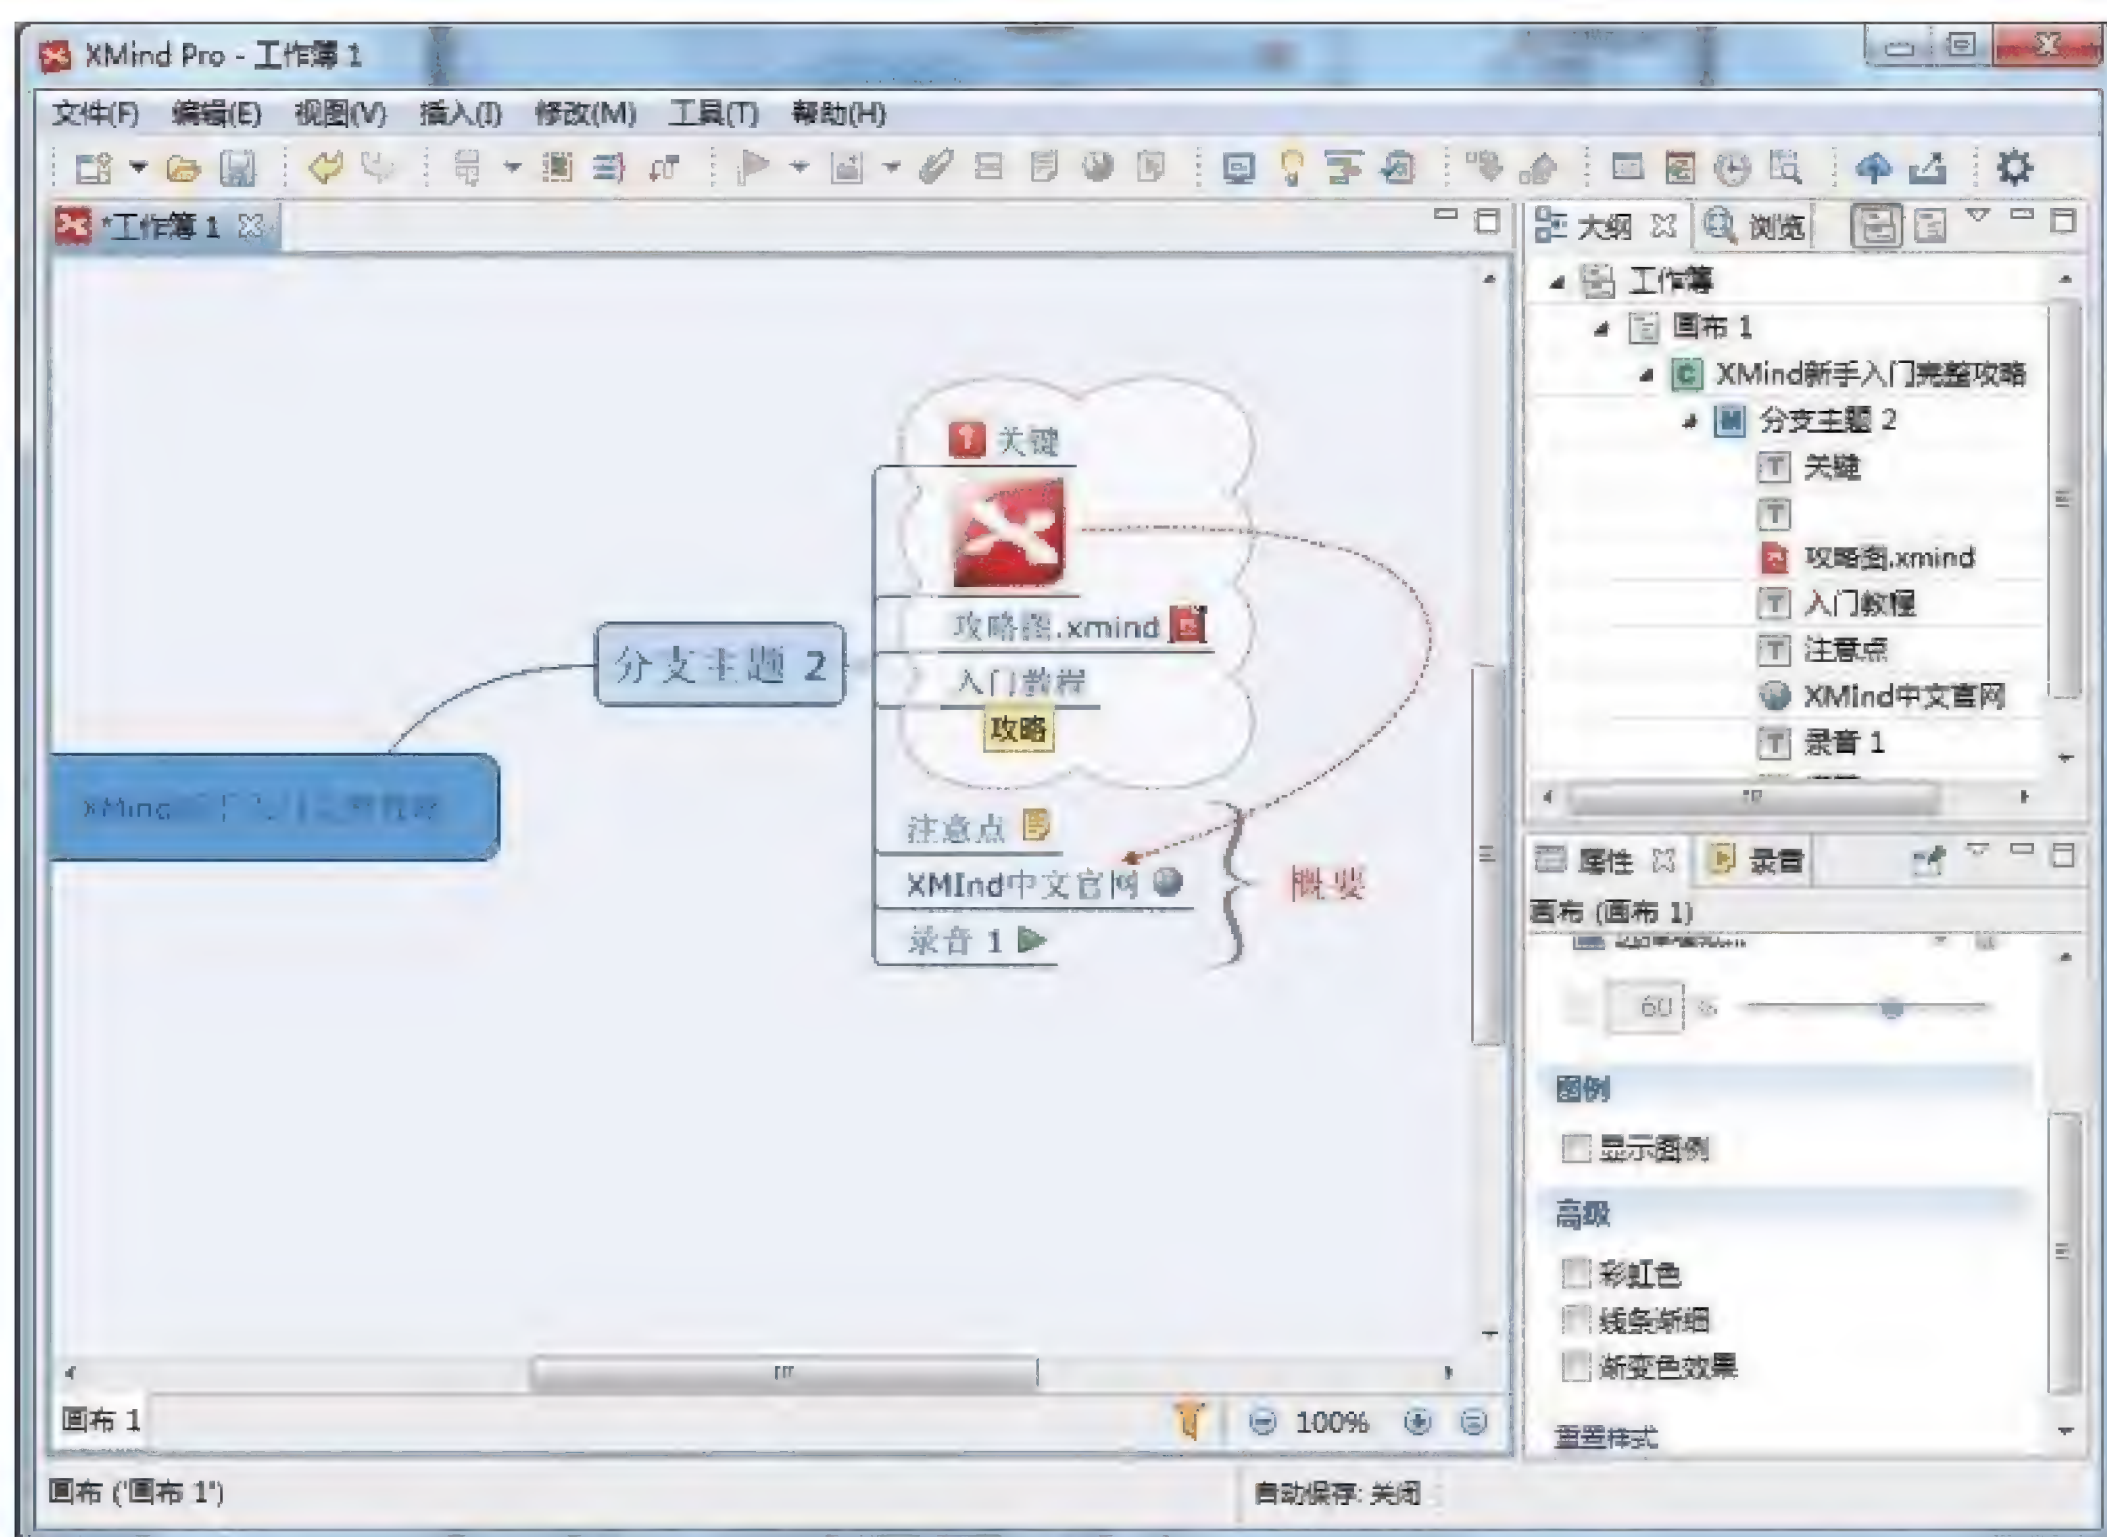 XMind Pro - 工作簿 1
文件(F) 编辑(E) 视图(V) 插入(I) 修改(M) 工具(T) 帮助(H)
*工作簿 1
大纲 浏览
工作簿
画布 1
XMind新手入门完整攻略
分支主题 2
关键
攻略图.xmind
入门教程
注意点
XMind中文官网
录音 1
关键
攻略图.xmind
入门教程
攻略
分支主题 2
XMind
注意点
XMInd中文官网
录音 1
概要
属性 录音
画布 (画布 1)
60 %
图例
显示图例
高级
彩虹色
线条渐细
渐变色效果
重置样式
画布 1
100%
画布 ('画布 1')
自动保存: 关闭